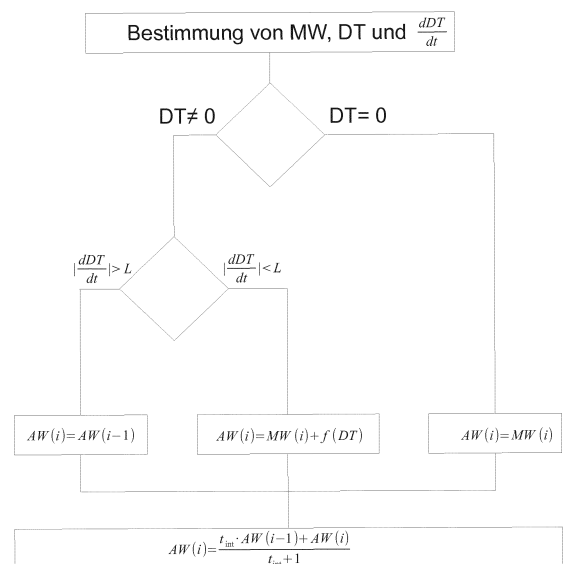 Bestimmung von MW, DT und dDT/dt
DT≠ 0
DT= 0
|dDT/dt|> L
|dDT/dt|< L
AW(i)=AW(i−1)
AW(i)=MW(i)+f(DT)
AW(i)=MW(i)
AW(i)=(t_int·AW(i−1)+AW(i))/(t_int+1)